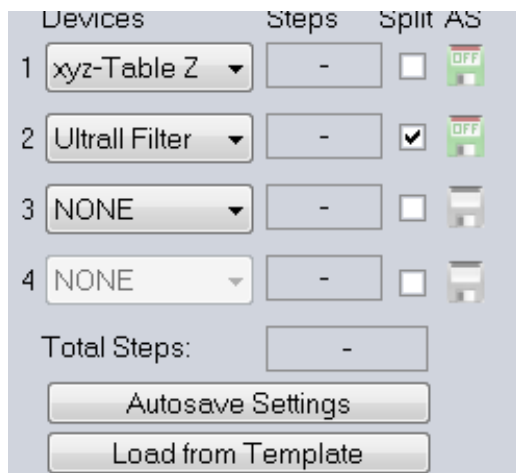 Devices Steps Split AS
1 xyz-Table Z - OFF
2 Ultrall Filter - OFF
3 NONE -
4 NONE -
Total Steps: -
Autosave Settings
Load from Template